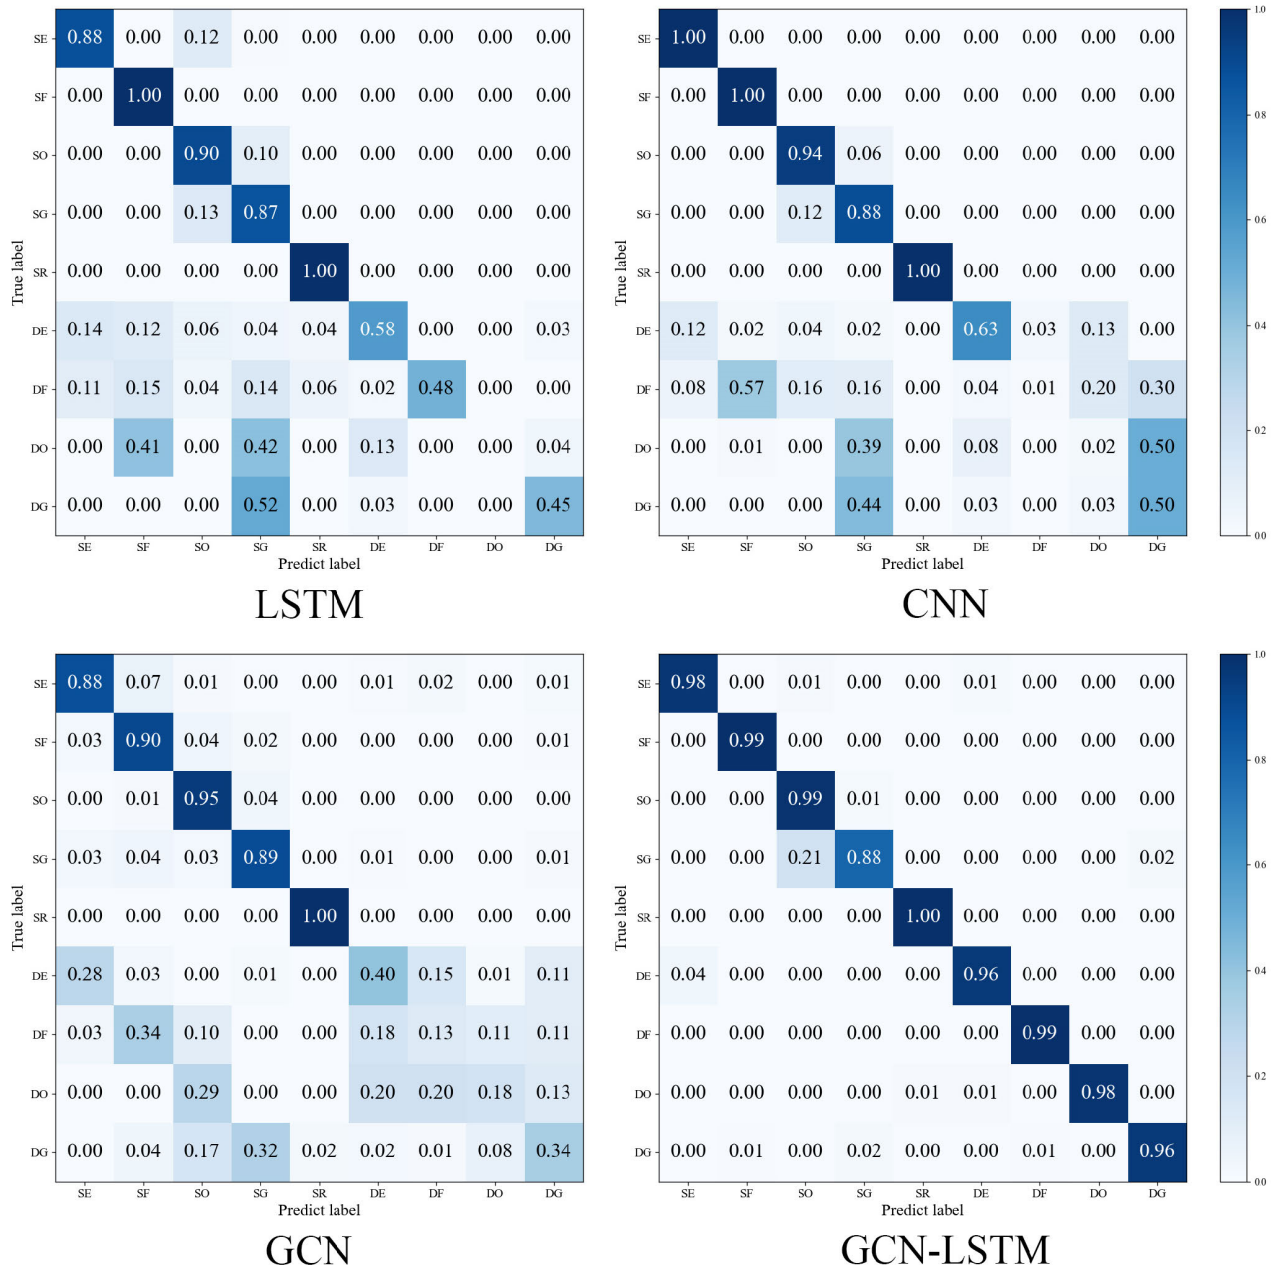 SE 0.88 0.00 0.12 0.00 0.00 0.00 0.00 0.00 0.00
SF 0.00 1.00 0.00 0.00 0.00 0.00 0.00 0.00 0.00
SO 0.00 0.00 0.90 0.10 0.00 0.00 0.00 0.00 0.00
SG 0.00 0.00 0.13 0.87 0.00 0.00 0.00 0.00 0.00
SR 0.00 0.00 0.00 0.00 1.00 0.00 0.00 0.00 0.00
DE 0.14 0.12 0.06 0.04 0.04 0.58 0.00 0.00 0.03
DF 0.11 0.15 0.04 0.14 0.06 0.02 0.48 0.00 0.00
DO 0.00 0.41 0.00 0.42 0.00 0.13 0.00 0.00 0.04
DG 0.00 0.00 0.00 0.52 0.00 0.03 0.00 0.00 0.45
True label
SE SF SO SG SR DE DF DO DG
Predict label
LSTM
SE 1.00 0.00 0.00 0.00 0.00 0.00 0.00 0.00 0.00
SF 0.00 1.00 0.00 0.00 0.00 0.00 0.00 0.00 0.00
SO 0.00 0.00 0.94 0.06 0.00 0.00 0.00 0.00 0.00
SG 0.00 0.00 0.12 0.88 0.00 0.00 0.00 0.00 0.00
SR 0.00 0.00 0.00 0.00 1.00 0.00 0.00 0.00 0.00
DE 0.12 0.02 0.04 0.02 0.00 0.63 0.03 0.13 0.00
DF 0.08 0.57 0.16 0.16 0.00 0.04 0.01 0.20 0.30
DO 0.00 0.01 0.00 0.39 0.00 0.08 0.00 0.02 0.50
DG 0.00 0.00 0.00 0.44 0.00 0.03 0.00 0.03 0.50
True label
SE SF SO SG SR DE DF DO DG
Predict label
CNN
1.0
0.8
0.6
0.4
0.2
0.0
SE 0.88 0.07 0.01 0.00 0.00 0.01 0.02 0.00 0.01
SF 0.03 0.90 0.04 0.02 0.00 0.00 0.00 0.00 0.01
SO 0.00 0.01 0.95 0.04 0.00 0.00 0.00 0.00 0.00
SG 0.03 0.04 0.03 0.89 0.00 0.01 0.00 0.00 0.01
SR 0.00 0.00 0.00 0.00 1.00 0.00 0.00 0.00 0.00
DE 0.28 0.03 0.00 0.01 0.00 0.40 0.15 0.01 0.11
DF 0.03 0.34 0.10 0.00 0.00 0.18 0.13 0.11 0.11
DO 0.00 0.00 0.29 0.00 0.00 0.20 0.20 0.18 0.13
DG 0.00 0.04 0.17 0.32 0.02 0.02 0.01 0.08 0.34
True label
SE SF SO SG SR DE DF DO DG
Predict label
GCN
SE 0.98 0.00 0.01 0.00 0.00 0.01 0.00 0.00 0.00
SF 0.00 0.99 0.00 0.00 0.00 0.00 0.00 0.00 0.00
SO 0.00 0.00 0.99 0.01 0.00 0.00 0.00 0.00 0.00
SG 0.00 0.00 0.21 0.88 0.00 0.00 0.00 0.00 0.02
SR 0.00 0.00 0.00 0.00 1.00 0.00 0.00 0.00 0.00
DE 0.04 0.00 0.00 0.00 0.00 0.96 0.00 0.00 0.00
DF 0.00 0.00 0.00 0.00 0.00 0.00 0.99 0.00 0.00
DO 0.00 0.00 0.00 0.00 0.01 0.01 0.00 0.98 0.00
DG 0.00 0.01 0.00 0.02 0.00 0.00 0.01 0.00 0.96
True label
SE SF SO SG SR DE DF DO DG
Predict label
GCN-LSTM
1.0
0.8
0.6
0.4
0.2
0.0